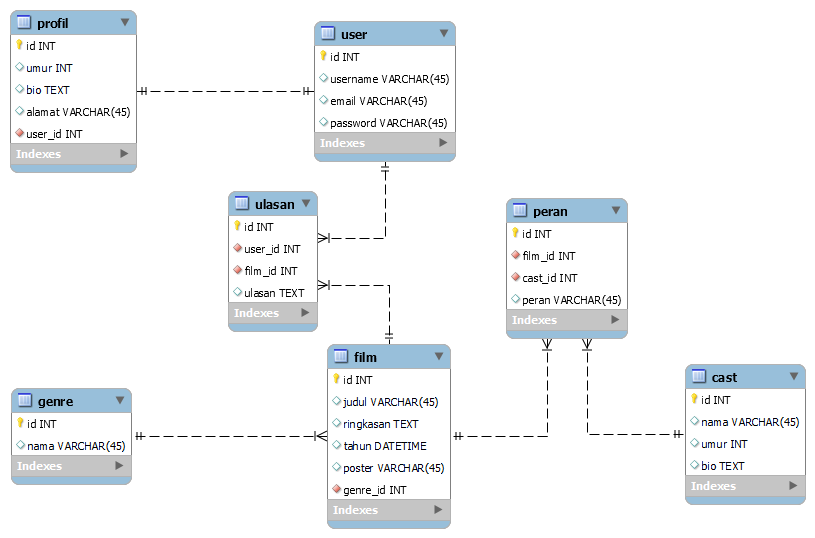 profil
id INT
umur INT
bio TEXT
alamat VARCHAR(45)
user_id INT
Indexes
user
id INT
username VARCHAR(45)
email VARCHAR(45)
password VARCHAR(45)
Indexes
ulasan
id INT
user_id INT
film_id INT
ulasan TEXT
Indexes
peran
id INT
film_id INT
cast_id INT
peran VARCHAR(45)
Indexes
genre
id INT
nama VARCHAR(45)
Indexes
film
id INT
judul VARCHAR(45)
ringkasan TEXT
tahun DATETIME
poster VARCHAR(45)
genre_id INT
Indexes
cast
id INT
nama VARCHAR(45)
umur INT
bio TEXT
Indexes